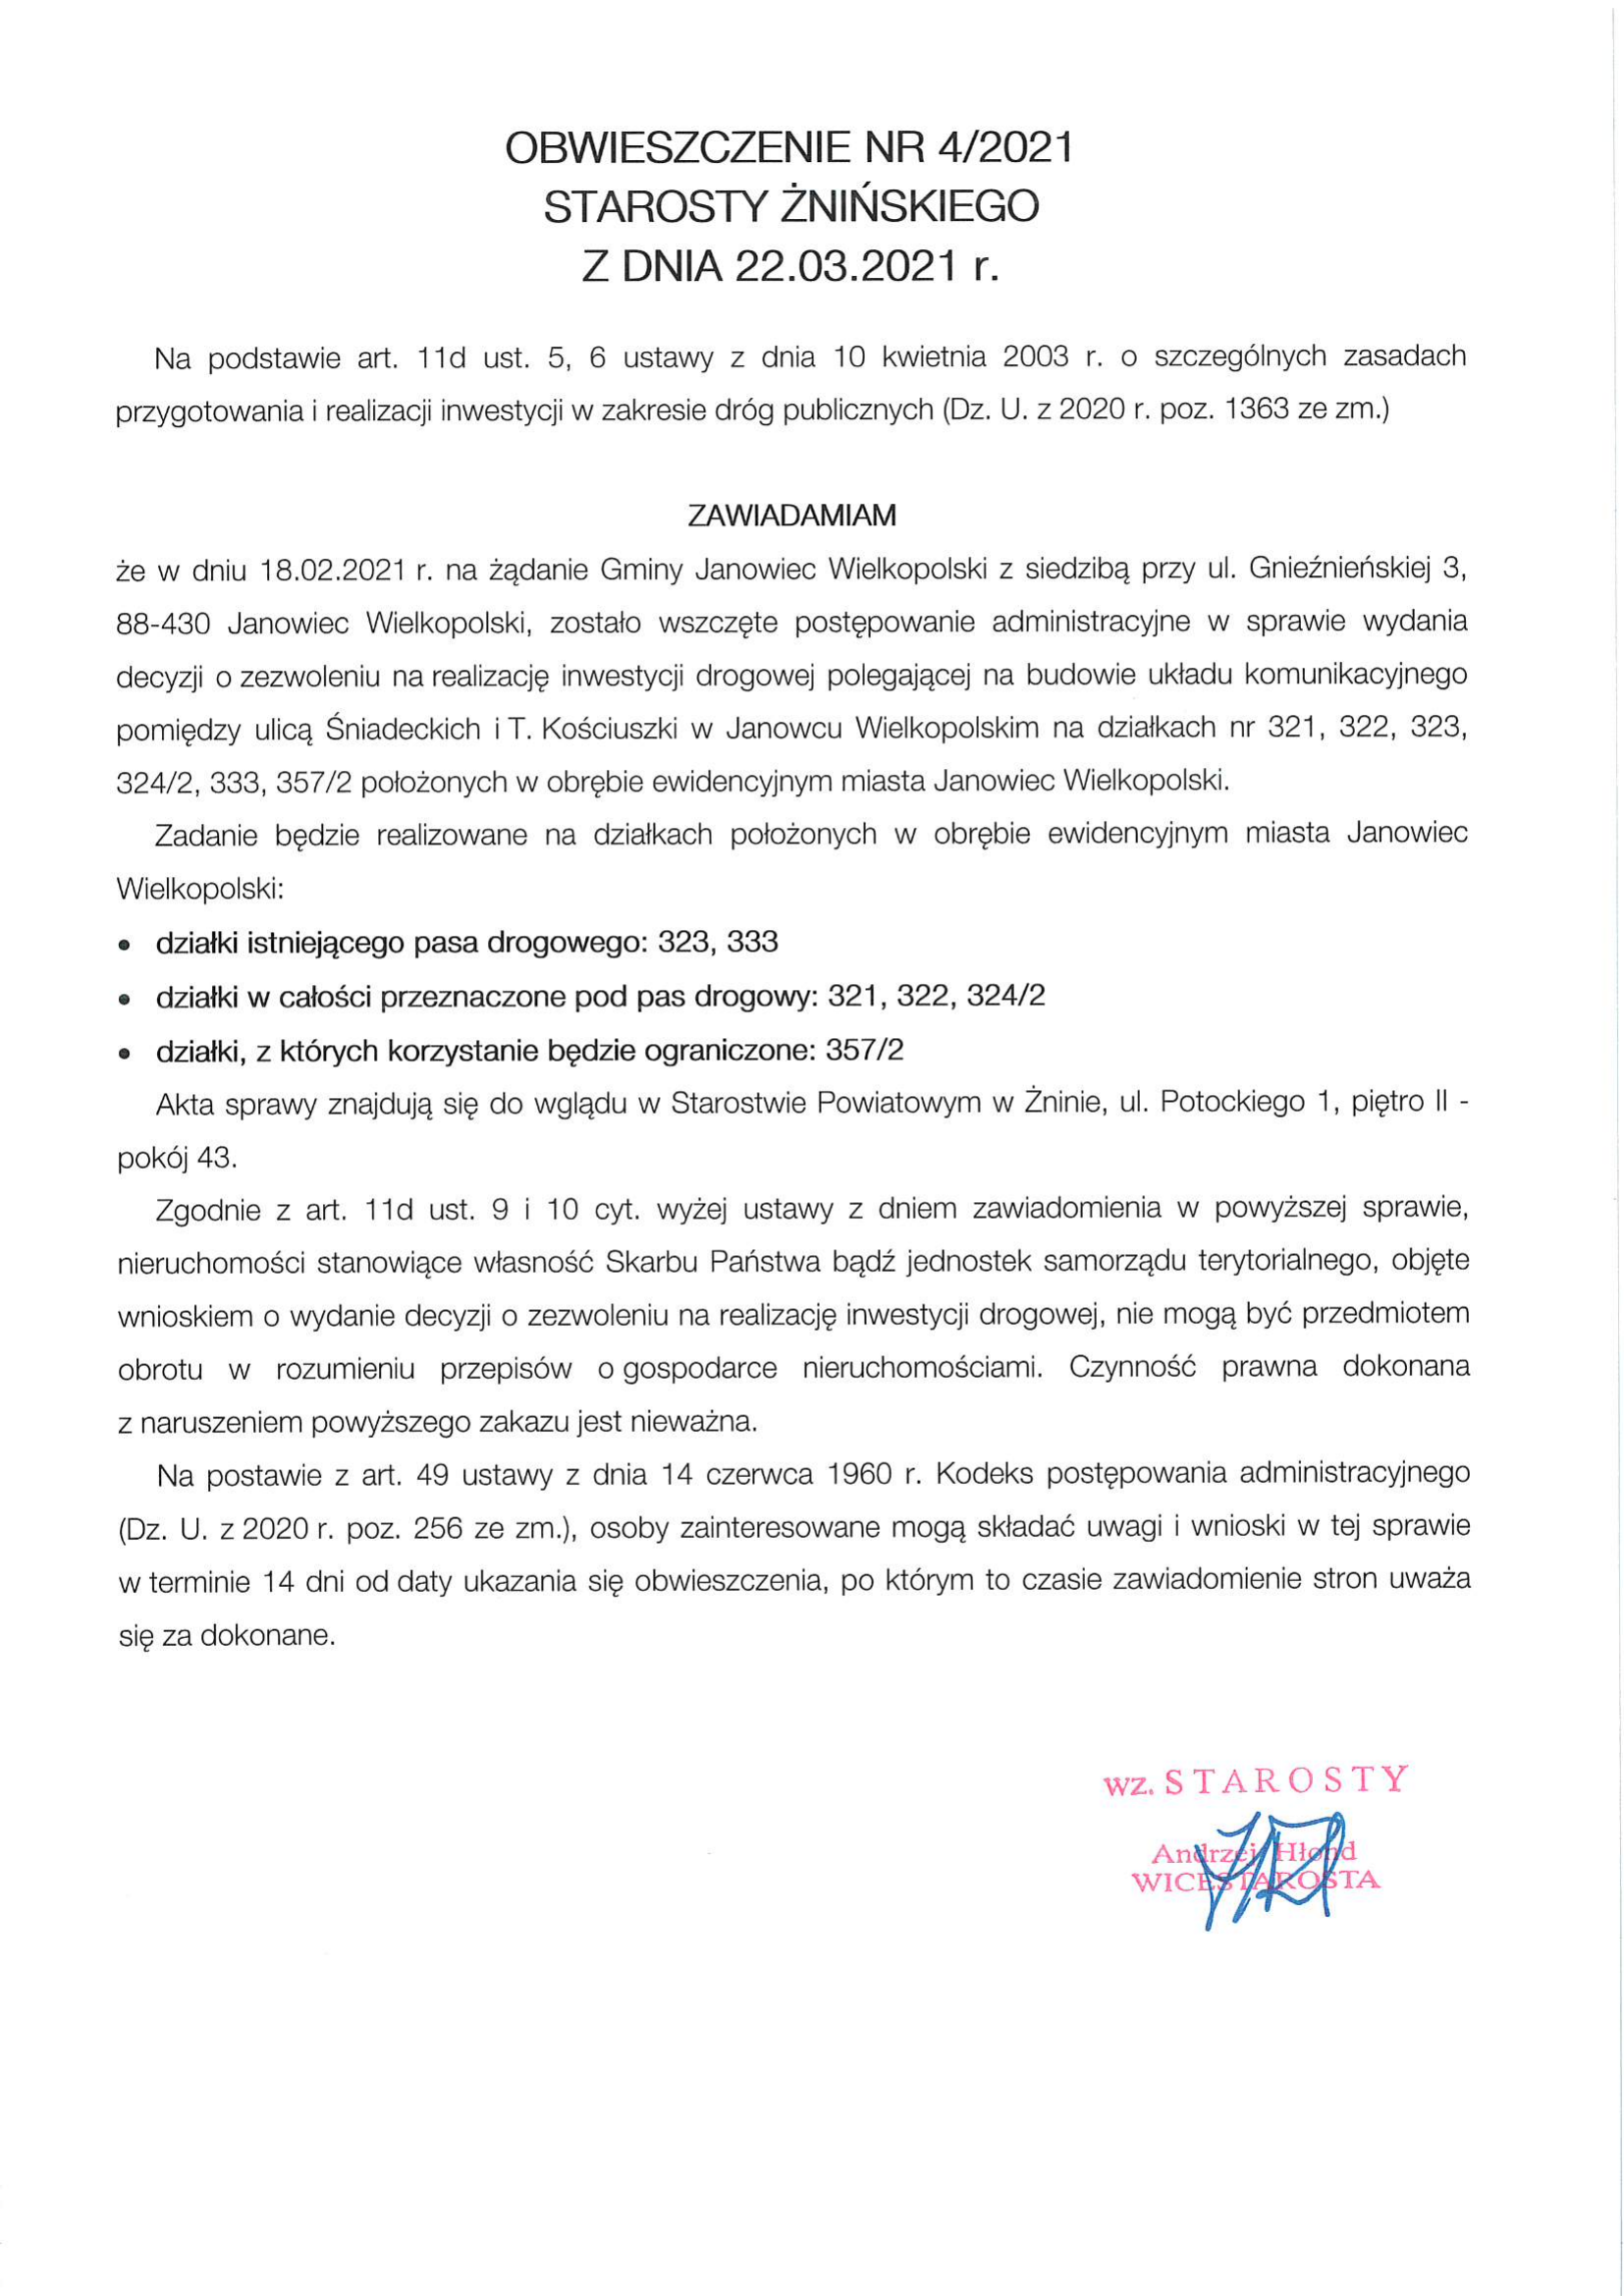 OBWIESZCZENIE NR 4/2021
STAROSTY ŻNIŃSKIEGO
Z DNIA 22.03.2021 r.
Na podstawie art. 11d ust. 5, 6 ustawy z dnia 10 kwietnia 2003 r. o szczególnych zasadach
przygotowania i realizacji inwestycji w zakresie dróg publicznych (Dz. U. z 2020 r. poz. 1363 ze zm.)
ZAWIADAMIAM
że w dniu 18.02.2021 r. na żądanie Gminy Janowiec Wielkopolski z siedzibą przy ul. Gnieźnieńskiej 3,
88-430 Janowiec Wielkopolski, zostało wszczęte postępowanie administracyjne w sprawie wydania
decyzji o zezwoleniu na realizację inwestycji drogowej polegającej na budowie układu komunikacyjnego
pomiędzy ulicą Śniadeckich i T. Kościuszki w Janowcu Wielkopolskim na działkach nr 321, 322, 323,
324/2, 333, 357/2 położonych w obrębie ewidencyjnym miasta Janowiec Wielkopolski.
Zadanie będzie realizowane na działkach położonych w obrębie ewidencyjnym miasta Janowiec
Wielkopolski:
• działki istniejącego pasa drogowego: 323, 333
• działki w całości przeznaczone pod pas drogowy: 321, 322, 324/2
• działki, z których korzystanie będzie ograniczone: 357/2
Akta sprawy znajdują się do wglądu w Starostwie Powiatowym w Żninie, ul. Potockiego 1, piętro II -
pokój 43.
Zgodnie z art. 11d ust. 9 i 10 cyt. wyżej ustawy z dniem zawiadomienia w powyższej sprawie,
nieruchomości stanowiące własność Skarbu Państwa bądź jednostek samorządu terytorialnego, objęte
wnioskiem o wydanie decyzji o zezwoleniu na realizację inwestycji drogowej, nie mogą być przedmiotem
obrotu w rozumieniu przepisów o gospodarce nieruchomościami. Czynność prawna dokonana
z naruszeniem powyższego zakazu jest nieważna.
Na postawie z art. 49 ustawy z dnia 14 czerwca 1960 r. Kodeks postępowania administracyjnego
(Dz. U. z 2020 r. poz. 256 ze zm.), osoby zainteresowane mogą składać uwagi i wnioski w tej sprawie
w terminie 14 dni od daty ukazania się obwieszczenia, po którym to czasie zawiadomienie stron uważa
się za dokonane.
wz. STAROSTY
Andrzej Hłond
WICESTAROSTA